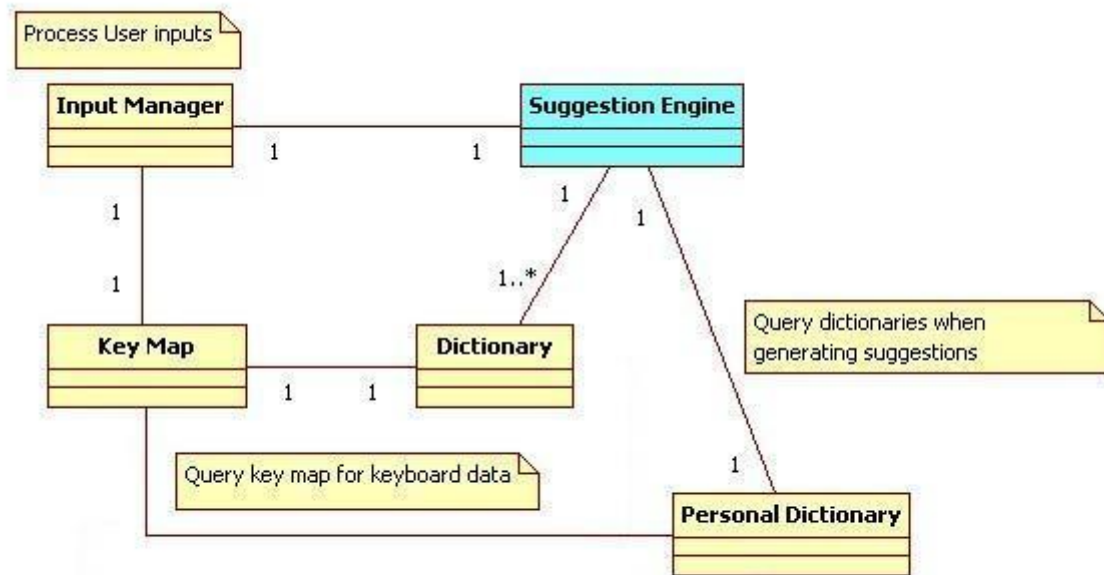 Process User inputs
Input Manager
Suggestion Engine
1
1
1
1
1
1..*
1
Key Map
Dictionary
1
1
Query dictionaries when
generating suggestions
Query key map for keyboard data
1
Personal Dictionary